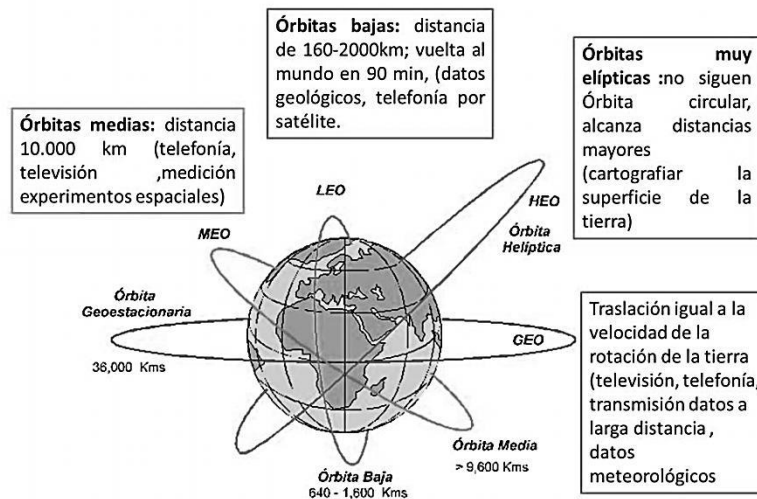 Órbitas bajas: distancia
de 160-2000km; vuelta al
mundo en 90 min, (datos
geológicos, telefonía por
satélite.
Órbitas muy
elípticas :no siguen
Órbita circular,
alcanza distancias
mayores
(cartografiar la
superficie de la
tierra)
Órbitas medias: distancia
10.000 km (telefonía,
televisión ,medición
experimentos espaciales)
LEO
HEO
MEO
Órbita
Helíptica
Órbita
Geoestacionaria
GEO
36,000 Kms
Traslación igual a la
velocidad de la
rotación de la tierra
(televisión, telefonía,
transmisión datos a
larga distancia ,
datos
meteorológicos
Órbita Media
> 9,600 Kms
Órbita Baja
640 - 1,600 Kms